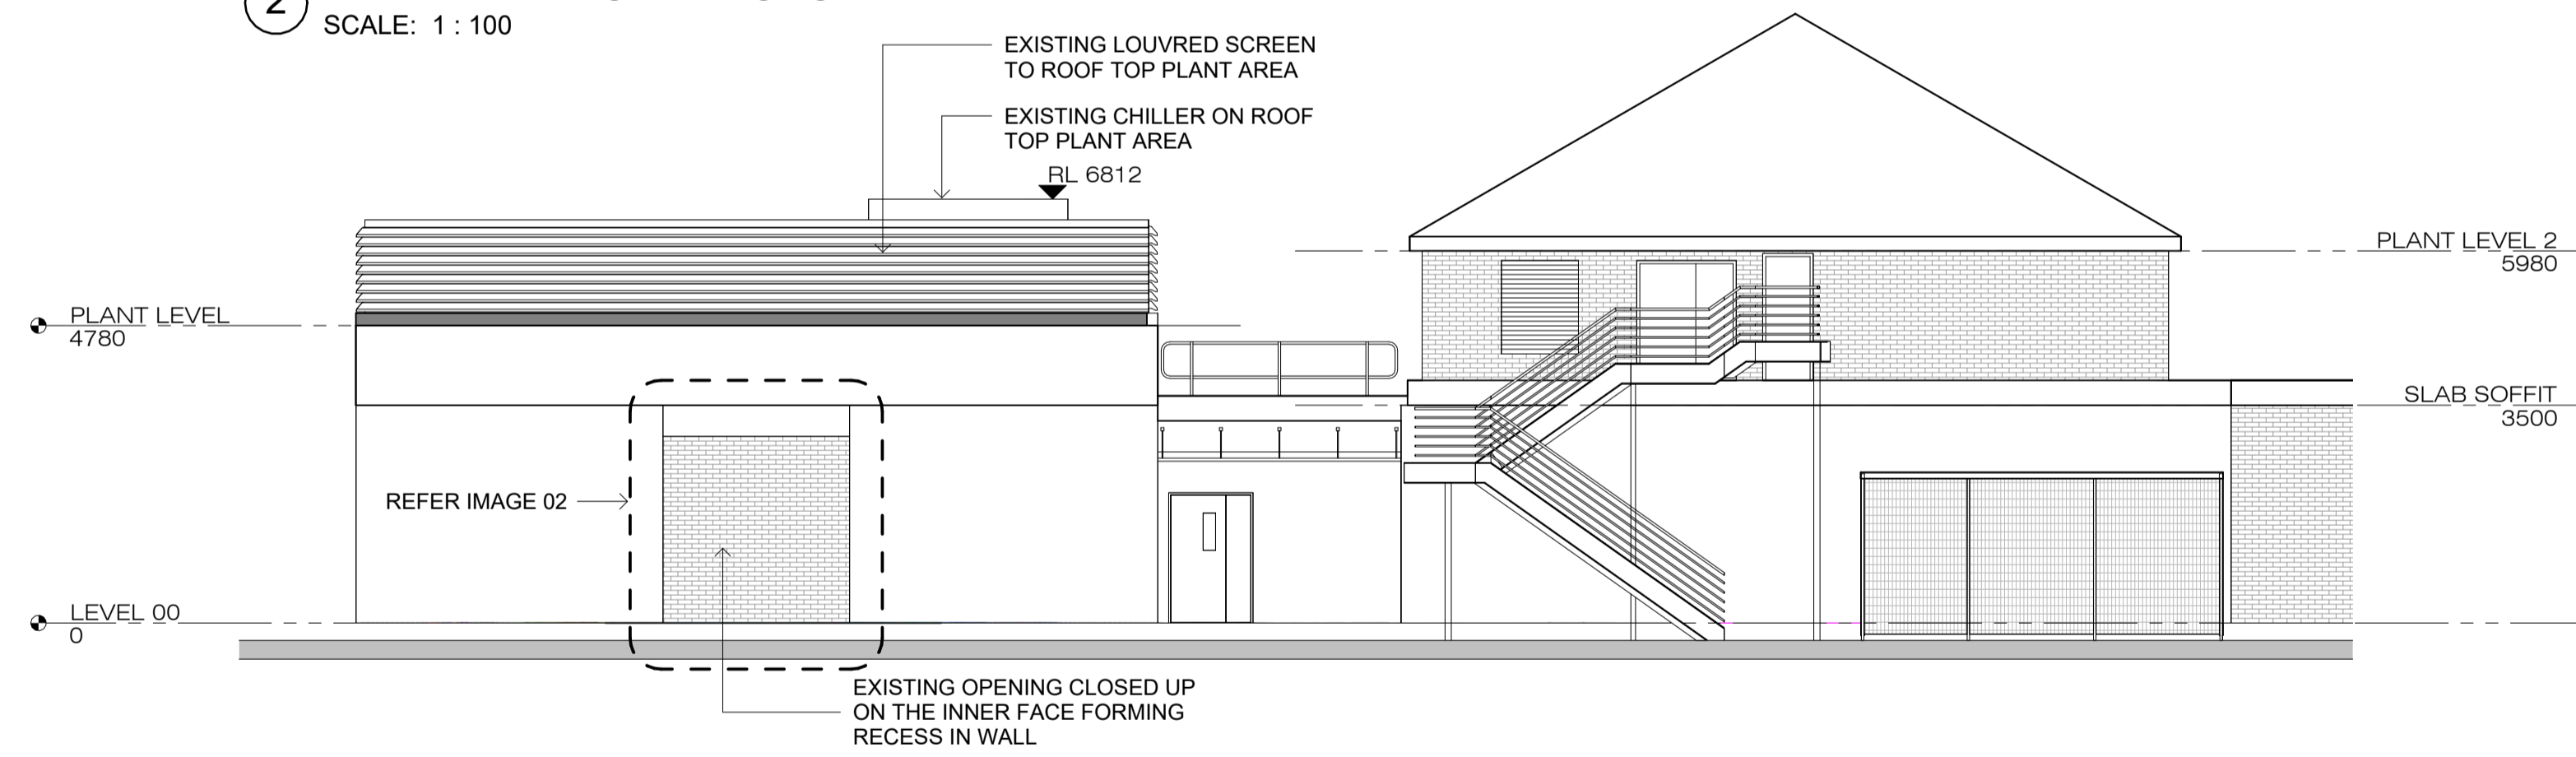 2
SCALE: 1 : 100
EXISTING LOUVRED SCREEN
TO ROOF TOP PLANT AREA
EXISTING CHILLER ON ROOF
TOP PLANT AREA
RL 6812
PLANT LEVEL 2
5980
PLANT LEVEL
4780
SLAB SOFFIT
3500
REFER IMAGE 02
LEVEL 00
0
EXISTING OPENING CLOSED UP
ON THE INNER FACE FORMING
RECESS IN WALL